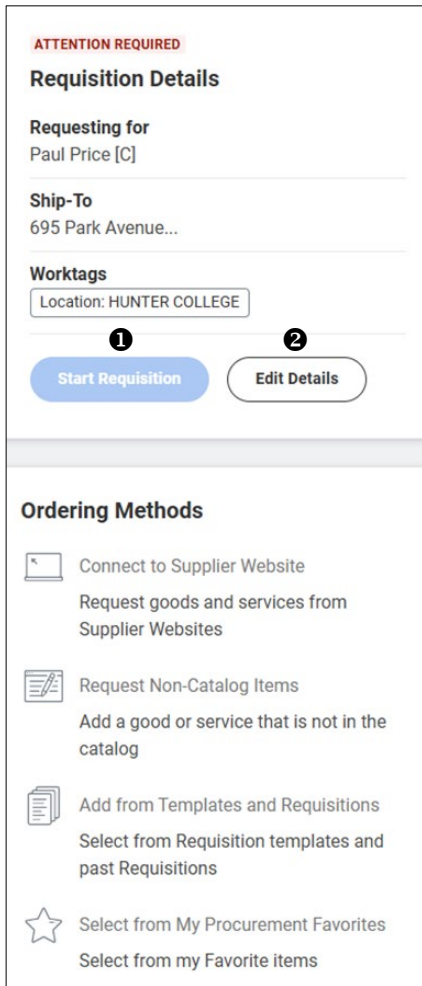 ATTENTION REQUIRED
Requisition Details
Requesting for
Paul Price [C]
Ship-To
695 Park Avenue...
Worktags
Location: HUNTER COLLEGE
❶ ❷
Start Requisition Edit Details
Ordering Methods
Connect to Supplier Website
Request goods and services from
Supplier Websites
Request Non-Catalog Items
Add a good or service that is not in the
catalog
Add from Templates and Requisitions
Select from Requisition templates and
past Requisitions
Select from My Procurement Favorites
Select from my Favorite items